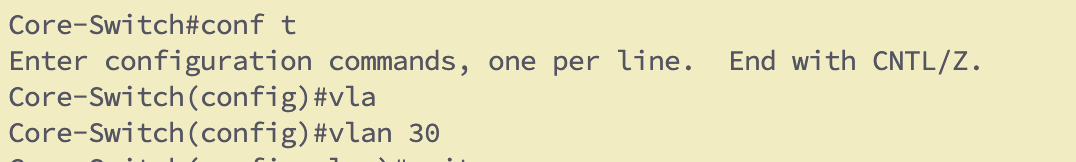 Core-Switch#conf t
Enter configuration commands, one per line.  End with CNTL/Z.
Core-Switch(config)#vla
Core-Switch(config)#vlan 30